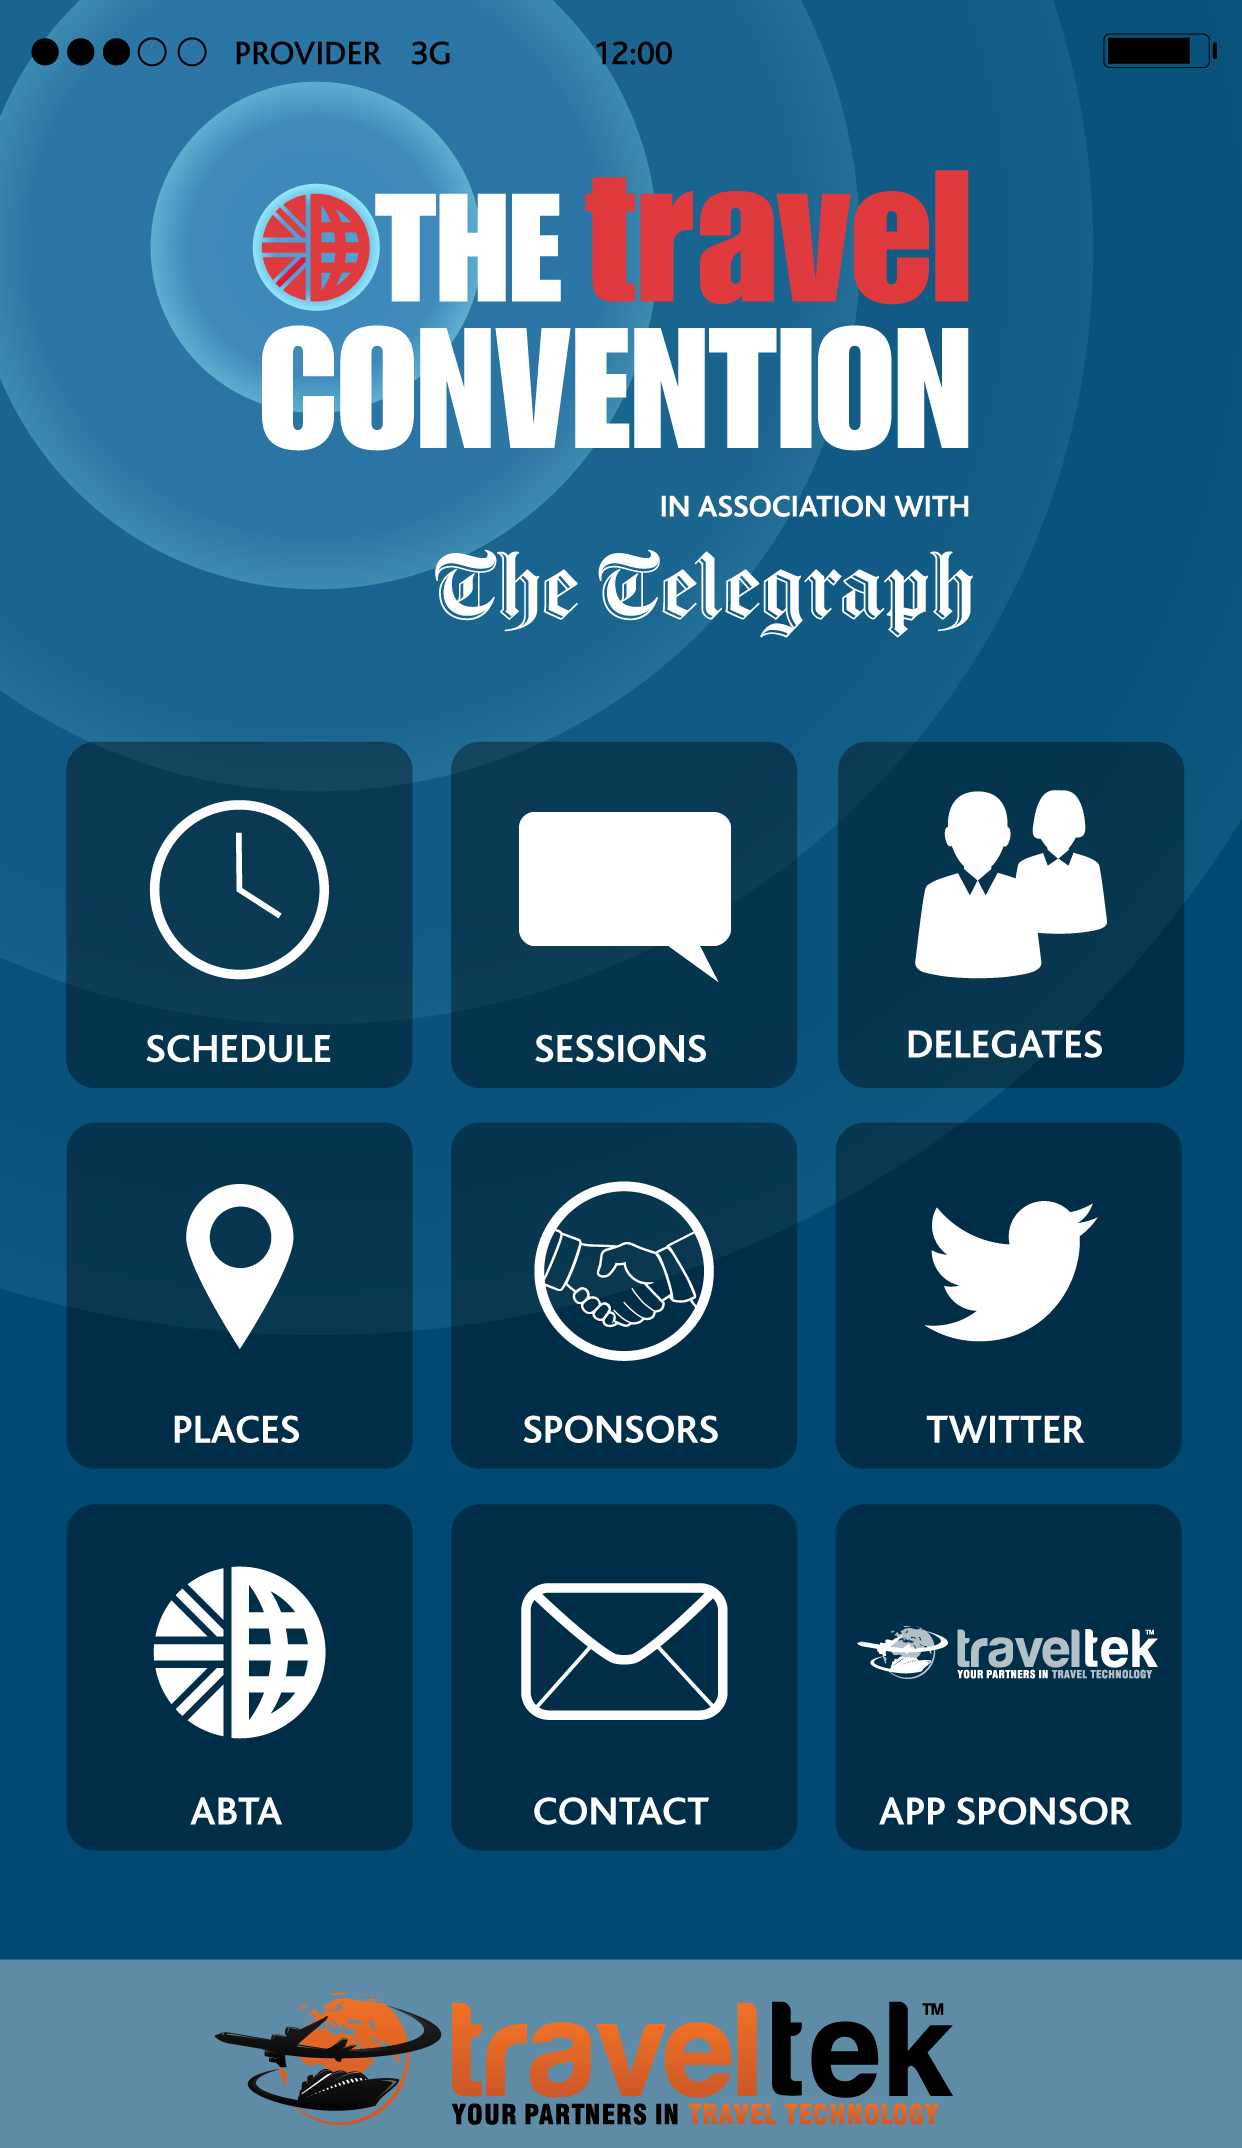 PROVIDER 3G 12:00
THE travel
CONVENTION
IN ASSOCIATION WITH
The Telegraph
SCHEDULE
SESSIONS
DELEGATES
PLACES
SPONSORS
TWITTER
traveltek™
YOUR PARTNERS IN TRAVEL TECHNOLOGY
ABTA
CONTACT
APP SPONSOR
traveltek™
YOUR PARTNERS IN TRAVEL TECHNOLOGY